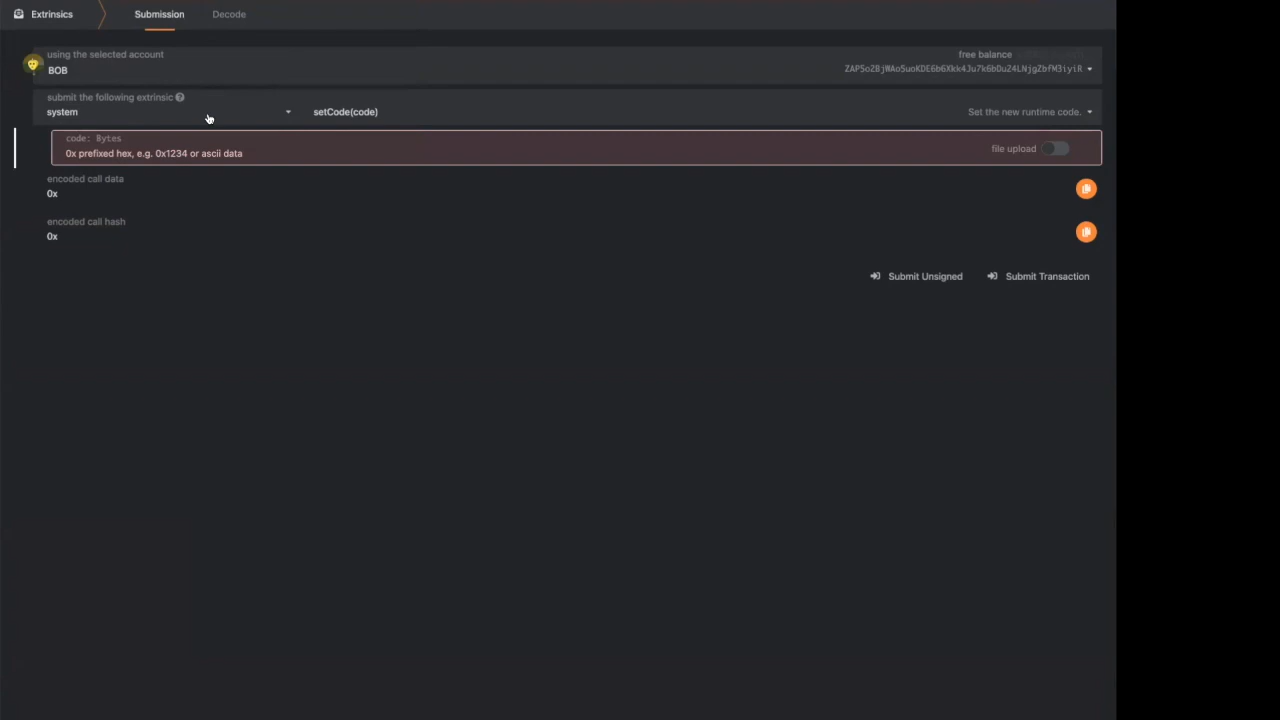 Extrinsics
Submission
Decode
using the selected account
free balance
BOB
submit the following extrinsic
system
setCode(code)
Set the new runtime code.
code: Bytes
0x prefixed hex, e.g. 0x1234 or ascii data
file upload
encoded call data
0x
encoded call hash
0x
Submit Unsigned
Submit Transaction